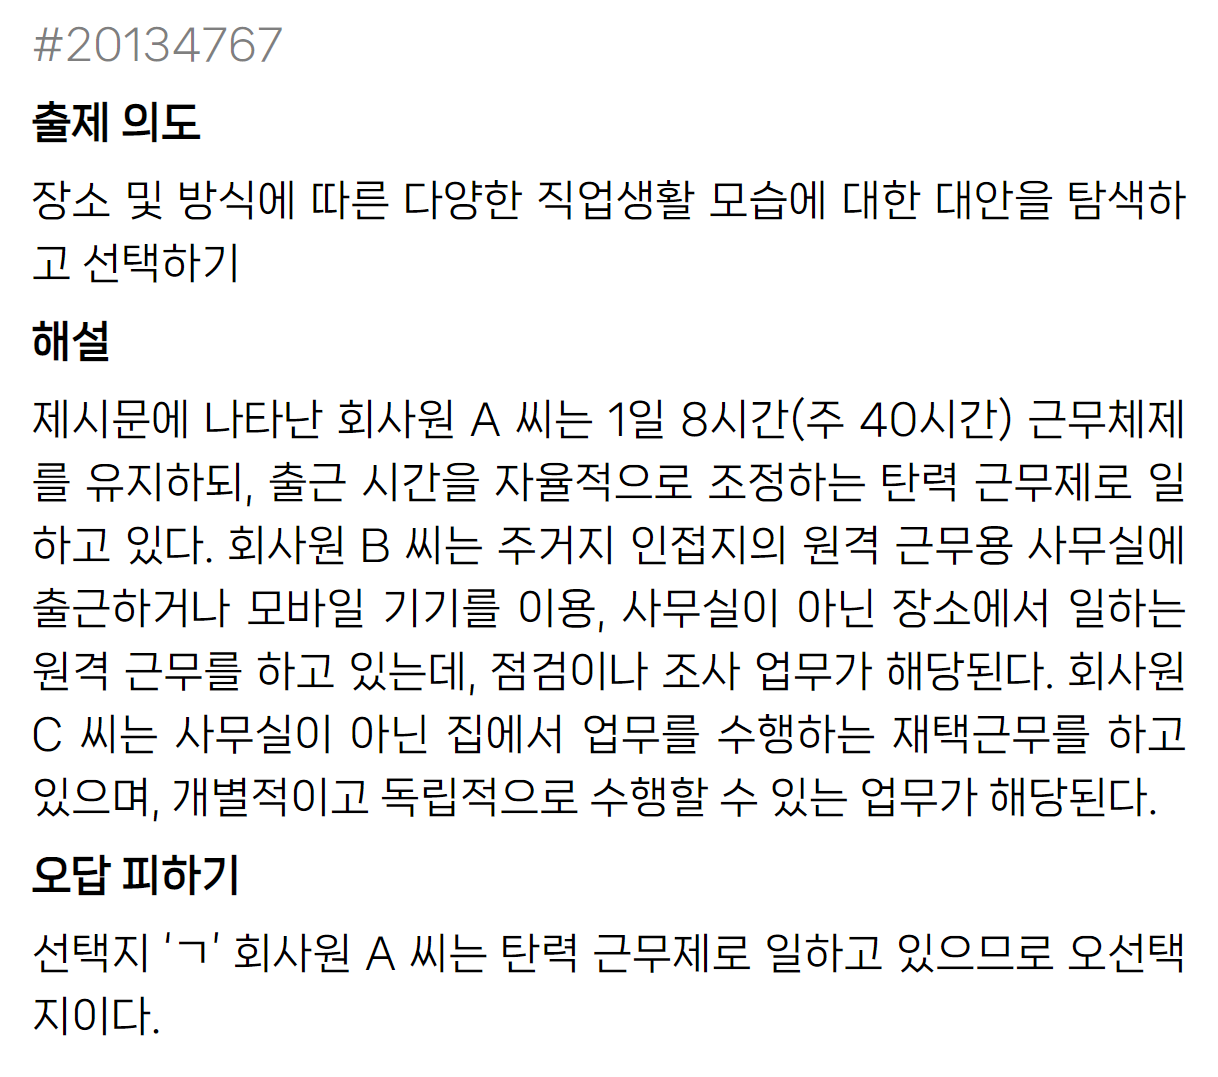 #20134767
출제 의도
장소 및 방식에 따른 다양한 직업생활 모습에 대한 대안을 탐색하
고 선택하기
해설
제시문에 나타난 회사원 A 씨는 1일 8시간(주 40시간) 근무체제
를 유지하되, 출근 시간을 자율적으로 조정하는 탄력 근무제로 일
하고 있다. 회사원 B 씨는 주거지 인접지의 원격 근무용 사무실에
출근하거나 모바일 기기를 이용, 사무실이 아닌 장소에서 일하는
원격 근무를 하고 있는데, 점검이나 조사 업무가 해당된다. 회사원
C 씨는 사무실이 아닌 집에서 업무를 수행하는 재택근무를 하고
있으며, 개별적이고 독립적으로 수행할 수 있는 업무가 해당된다.
오답 피하기
선택지 ‘ㄱ’ 회사원 A 씨는 탄력 근무제로 일하고 있으므로 오선택
지이다.